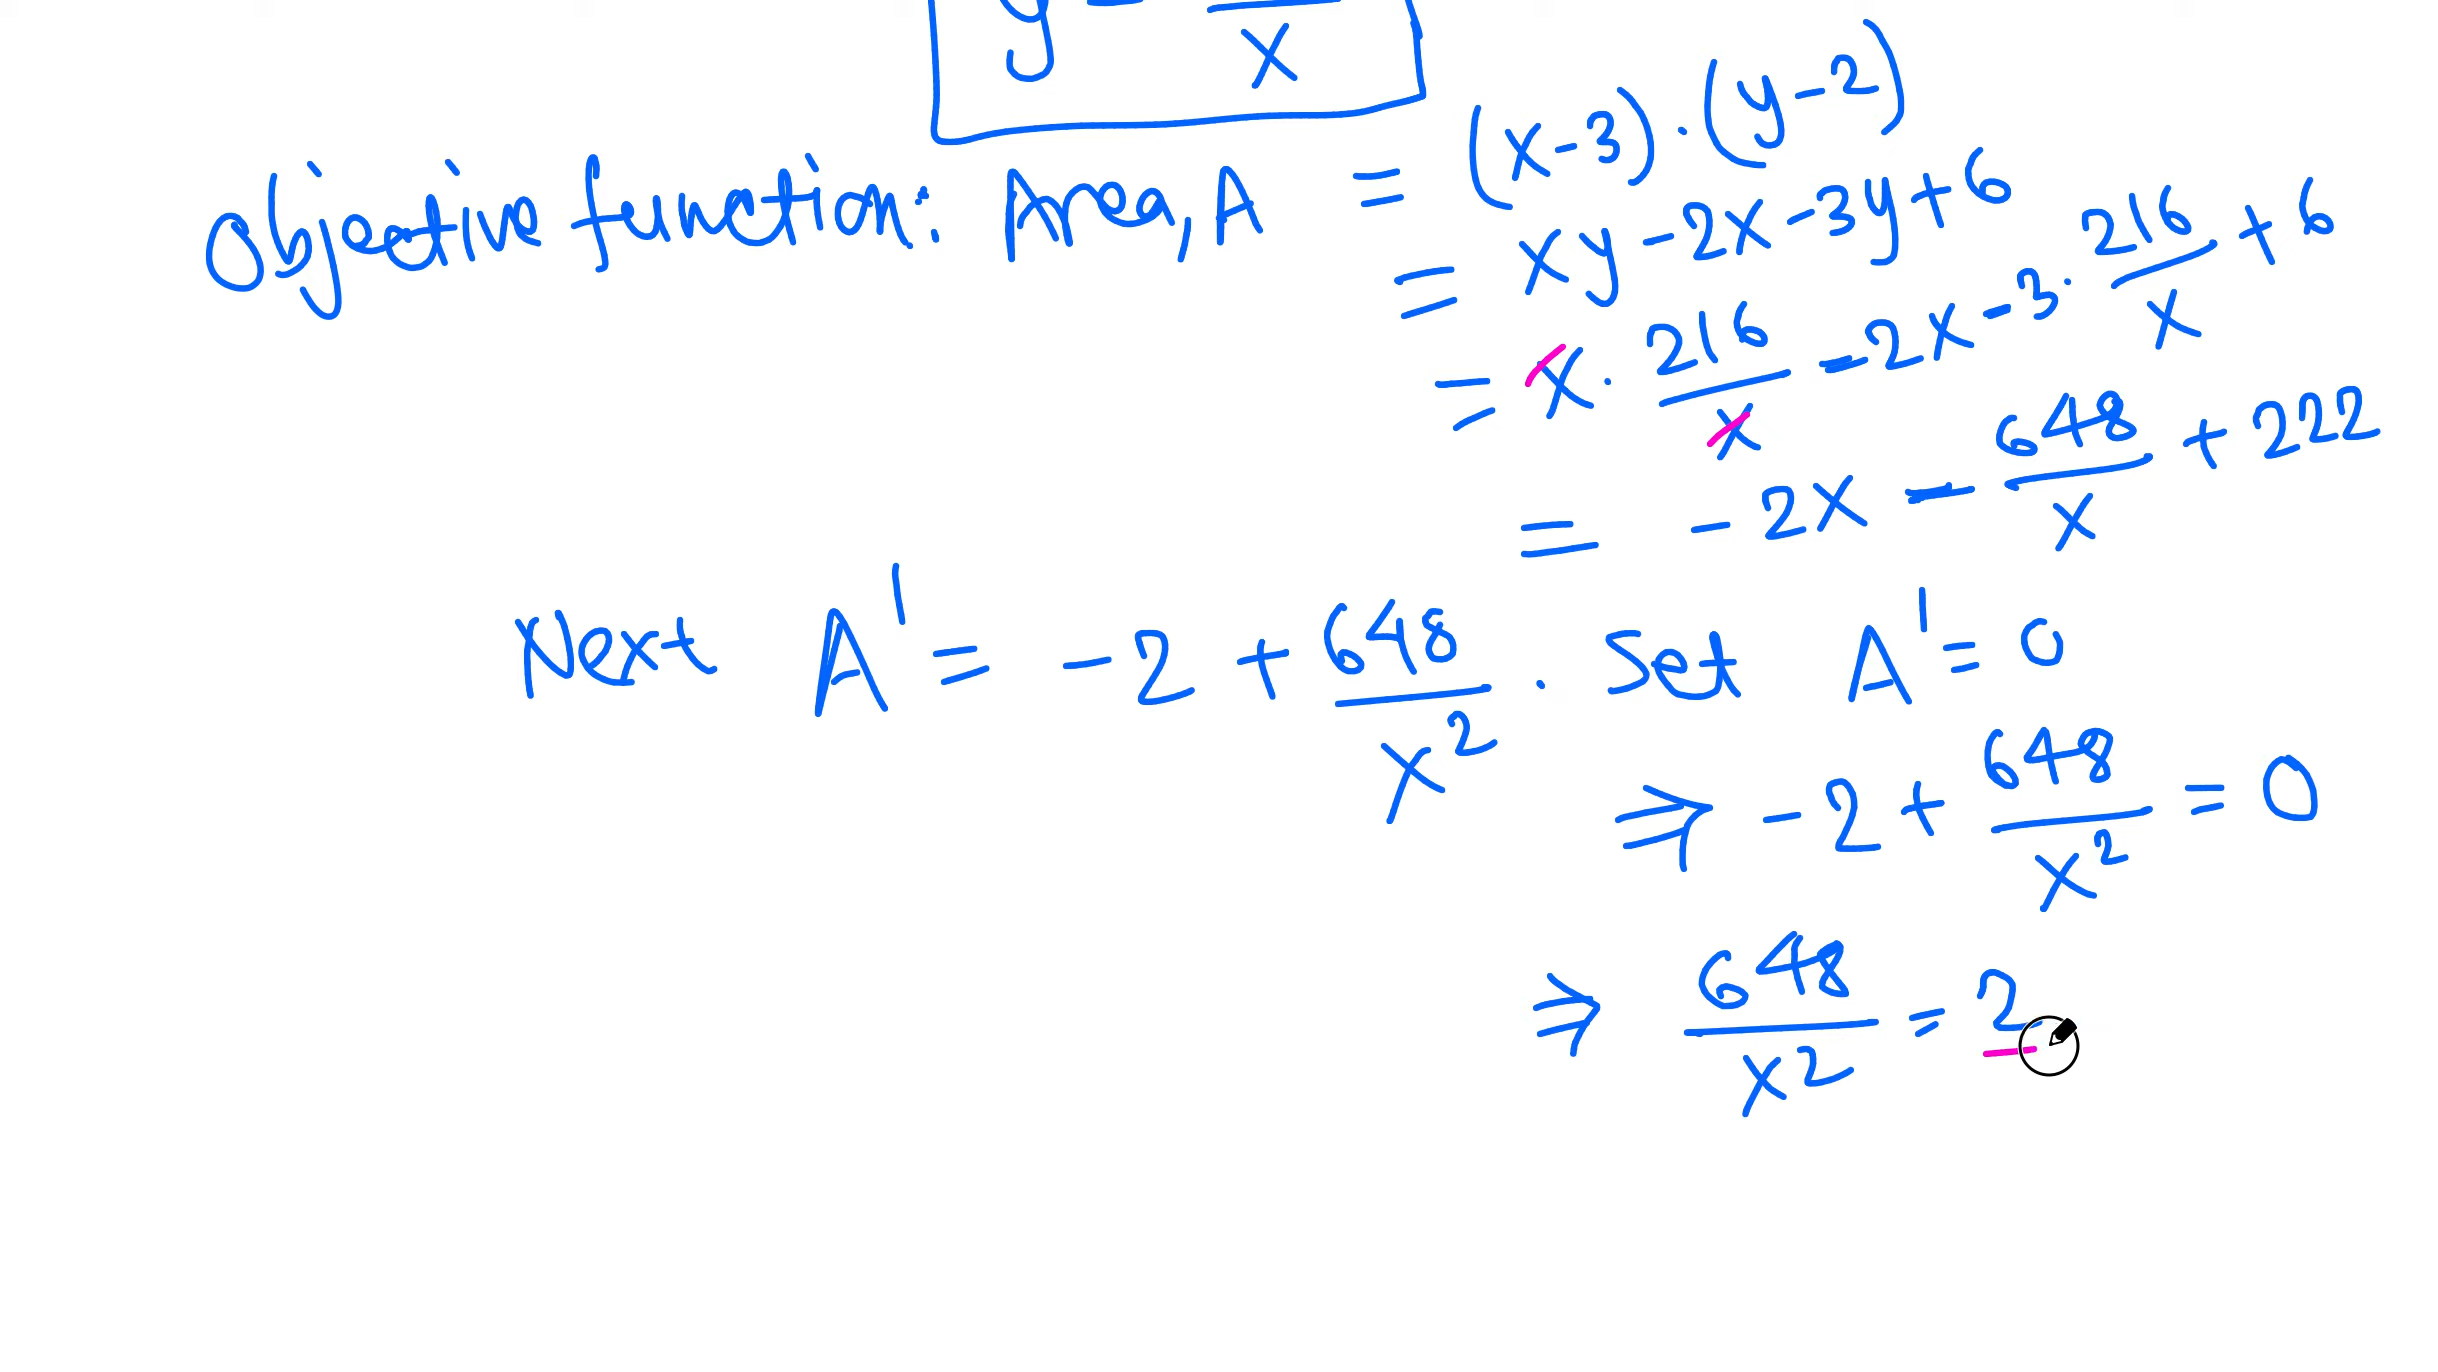 y = —/x
Objective function: Area, A = (x-3)·(y-2)
= xy-2x-3y+6
= x·216/x -2x-3·216/x+6
= -2x-648/x+222
Next A' = -2+648/x². Set A'=0
⇒ -2+648/x²=0
⇒ 648/x²=2